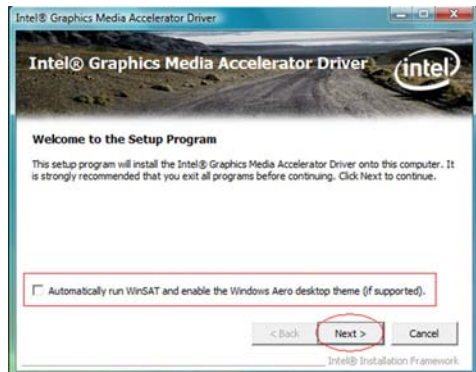 Intel® Graphics Media Accelerator Driver
Intel® Graphics Media Accelerator Driver
intel
Welcome to the Setup Program
This setup program will install the Intel® Graphics Media Accelerator Driver onto this computer. It
is strongly recommended that you exit all programs before continuing. Click Next to continue.
Automatically run WinSAT and enable the Windows Aero desktop theme (if supported).
< Back
Next >
Cancel
Intel® Installation Framework